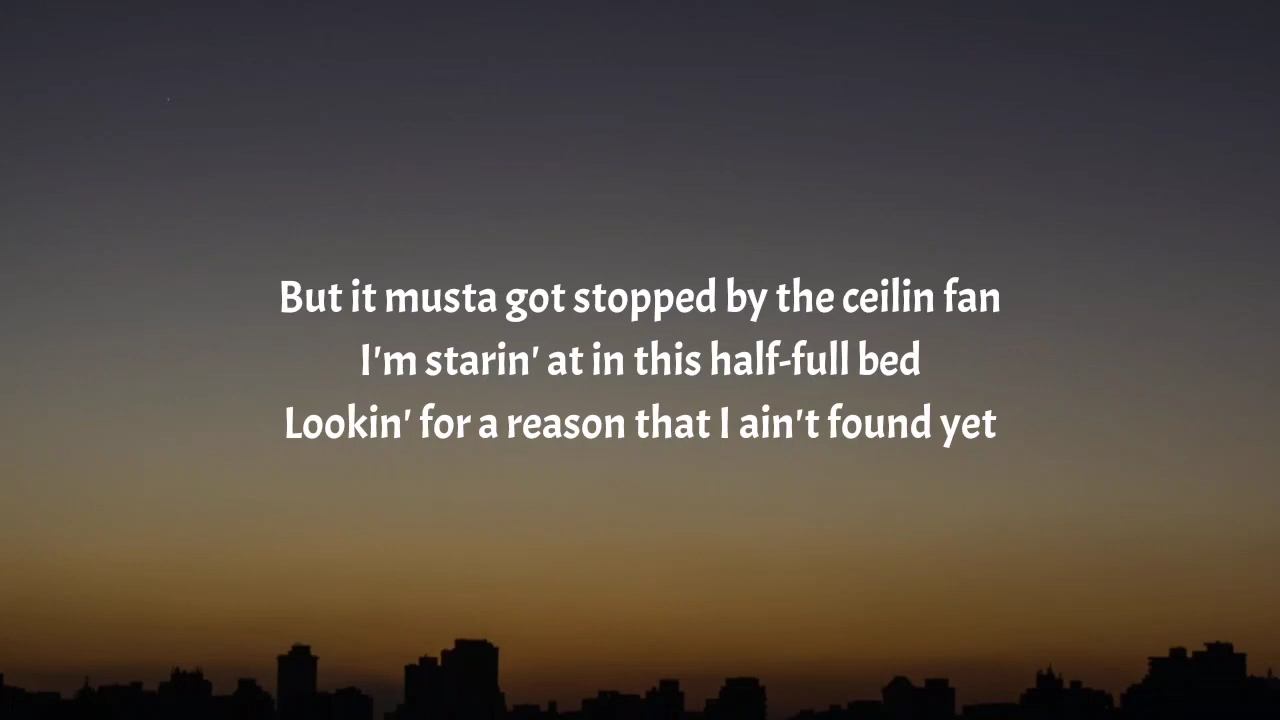 But it musta got stopped by the ceilin fan
I'm starin' at in this half-full bed
Lookin' for a reason that I ain't found yet